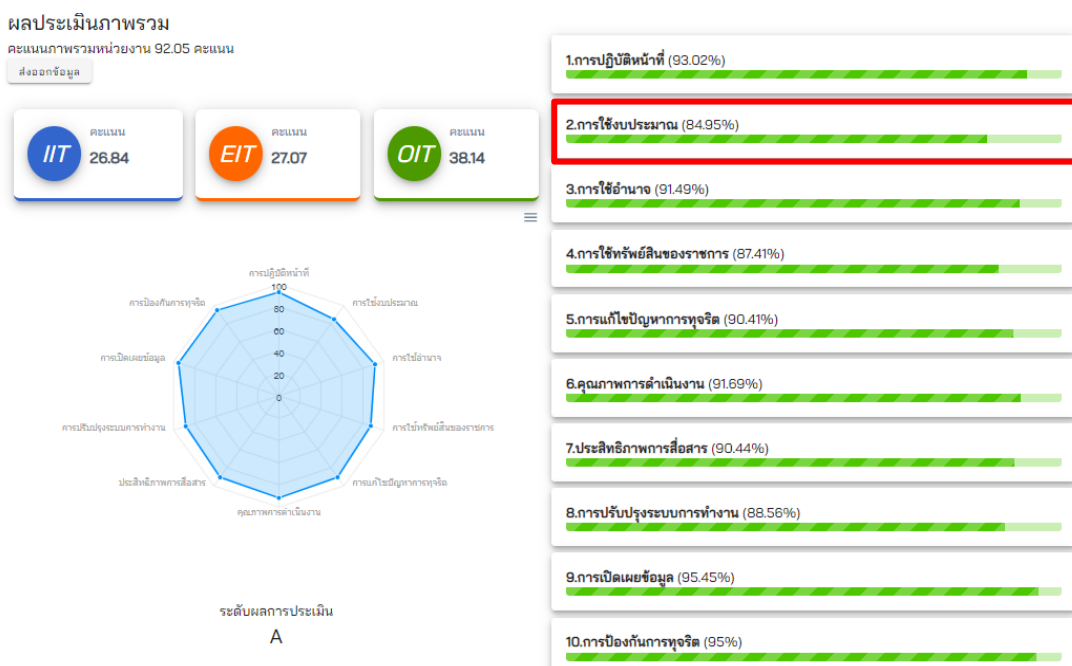 ผลประเมินภาพรวม
คะแนนภาพรวมหน่วยงาน 92.05 คะแนน
ส่งออกข้อมูล
IIT
คะแนน
26.84
EIT
คะแนน
27.07
OIT
คะแนน
38.14
การปฏิบัติหน้าที่
การใช้งบประมาณ
การใช้อำนาจ
การใช้ทรัพย์สินของราชการ
การแก้ไขปัญหาการทุจริต
คุณภาพการดำเนินงาน
ประสิทธิภาพการสื่อสาร
การปรับปรุงระบบการทำงาน
การเปิดเผยข้อมูล
การป้องกันการทุจริต
100
80
60
40
20
0
ระดับผลการประเมิน
A
1.การปฏิบัติหน้าที่ (93.02%)
2.การใช้งบประมาณ (84.95%)
3.การใช้อำนาจ (91.49%)
4.การใช้ทรัพย์สินของราชการ (87.41%)
5.การแก้ไขปัญหาการทุจริต (90.41%)
6.คุณภาพการดำเนินงาน (91.69%)
7.ประสิทธิภาพการสื่อสาร (90.44%)
8.การปรับปรุงระบบการทำงาน (88.56%)
9.การเปิดเผยข้อมูล (95.45%)
10.การป้องกันการทุจริต (95%)